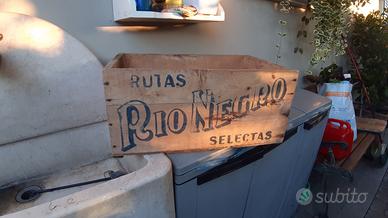 RUTAS
RIO NEGRO
SELECTAS
subito